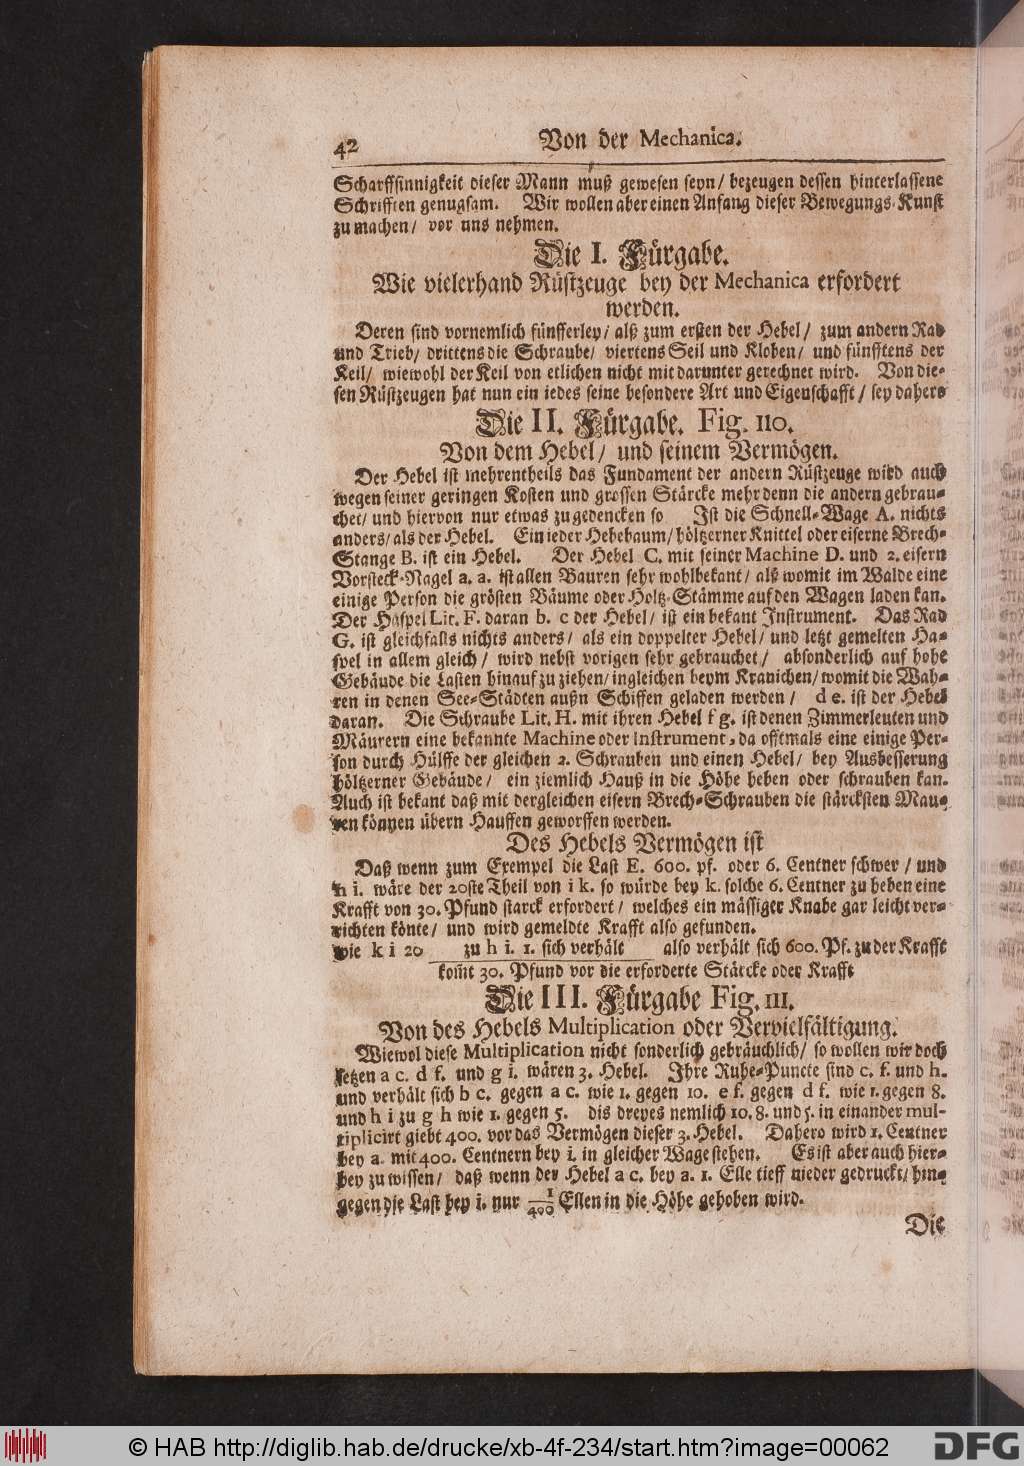 42 Von der Mechanica.
Scharffsinnigkeit dieser Mann muß gewesen seyn/ bezeugen dessen hinterlassene
Schrifften genugsam. Wir wollen aber einen Anfang dieser Bewegungs-Kunst
zu machen/ vor uns nehmen.
Die I. Fürgabe.
Wie vielerhand Rüstzeuge bey der Mechanica erfordert
werden.
Deren sind vornemlich fünfferley/ alß zum ersten der Hebel/ zum andern Rad
und Trieb/ drittens die Schraube/ viertens Seil und Kloben/ und fünfftens der
Keil/ wiewohl der Keil von etlichen nicht mit darunter gerechnet wird. Von die-
sen Rüstzeugen hat nun ein iedes seine besondere Art und Eigenschafft/ sey dahero
Die II. Fürgabe. Fig. 110.
Von dem Hebel/ und seinem Vermögen.
Der Hebel ist mehrentheils das Fundament der andern Rüstzeuge wird auch
wegen seiner geringen Kosten und grossen Stärcke mehr denn die andern gebrau-
chet/ und hiervon nur etwas zu gedencken so Ist die Schnell-Wage A. nichts
anders/ als der Hebel. Ein ieder Hebebaum/ höltzerner Knittel oder eiserne Brech-
Stange B. ist ein Hebel. Der Hebel C. mit seiner Machine D. und 2. eisern
Vorsteck-Nagel a. a. ist allen Bauren sehr wohlbekant/ alß womit im Walde eine
einige Person die grösten Bäume oder Holtz-Stämme auf den Wagen laden kan.
Der Haspel Lit. F. daran b. c der Hebel/ ist ein bekant Instrument. Das Rad
G. ist gleichfalls nichts anders/ als ein doppelter Hebel/ und letzt gemelten Ha-
spel in allem gleich/ wird nebst vorigen sehr gebrauchet/ absonderlich auf hohe
Gebäude die Lasten hinauf zu ziehen/ ingleichen beym Kranichen/ womit die Wah-
ren in denen See-Städten außn Schiffen geladen werden/ d e. ist der Hebel
daran. Die Schraube Lit. H. mit ihren Hebel f g. ist denen Zimmerleuten und
Mäurern eine bekannte Machine oder Instrument, da offtmals eine einige Per-
son durch Hülffe der gleichen 2. Schrauben und einen Hebel/ bey Ausbesserung
höltzerner Gebäude/ ein ziemlich Hauß in die Höhe heben oder schrauben kan.
Auch ist bekant daß mit dergleichen eisern Brech-Schrauben die stärcksten Mau-
ren können übern Hauffen geworffen werden.
Des Hebels Vermögen ist
Daß wenn zum Exempel die Last E. 600. pf. oder 6. Centner schwer/ und
h i. wäre der 20ste Theil von i k. so würde bey k. solche 6. Centner zu heben eine
Krafft von 30. Pfund starck erfordert/ welches ein mässiger Knabe gar leicht ver-
richten könte/ und wird gemeldte Krafft also gefunden.
wie k i 20 zu h i. 1. sich verhält also verhält sich 600. Pf. zu der Krafft
kom̄t 30. Pfund vor die erforderte Stärcke oder Krafft
Die III. Fürgabe Fig. 111.
Von des Hebels Multiplication oder Vervielfältigung.
Wiewol diese Multiplication nicht sonderlich gebräuchlich/ so wollen wir doch
setzen a c. d f. und g i. wären 3. Hebel. Ihre Ruhe-Puncte sind c. f. und h.
und verhält sich b c. gegen a c. wie 1. gegen 10. e f. gegen d f. wie 1. gegen 8.
und h i zu g h wie 1. gegen 5. dis dreyes nemlich 10. 8. und 5. in einander mul-
tiplicirt giebt 400. vor das Vermögen dieser 3. Hebel. Dahero wird 1. Centner
bey a. mit 400. Centnern bey i. in gleicher Wage stehen. Es ist aber auch hier-
bey zu wissen/ daß wenn der Hebel a c. bey a. 1. Elle tieff nieder gedruckt/ hin-
gegen die Last bey i. nur 1/400 Ellen in die Höhe gehoben wird.
Die
© HAB http://diglib.hab.de/drucke/xb-4f-234/start.htm?image=00062
DFG